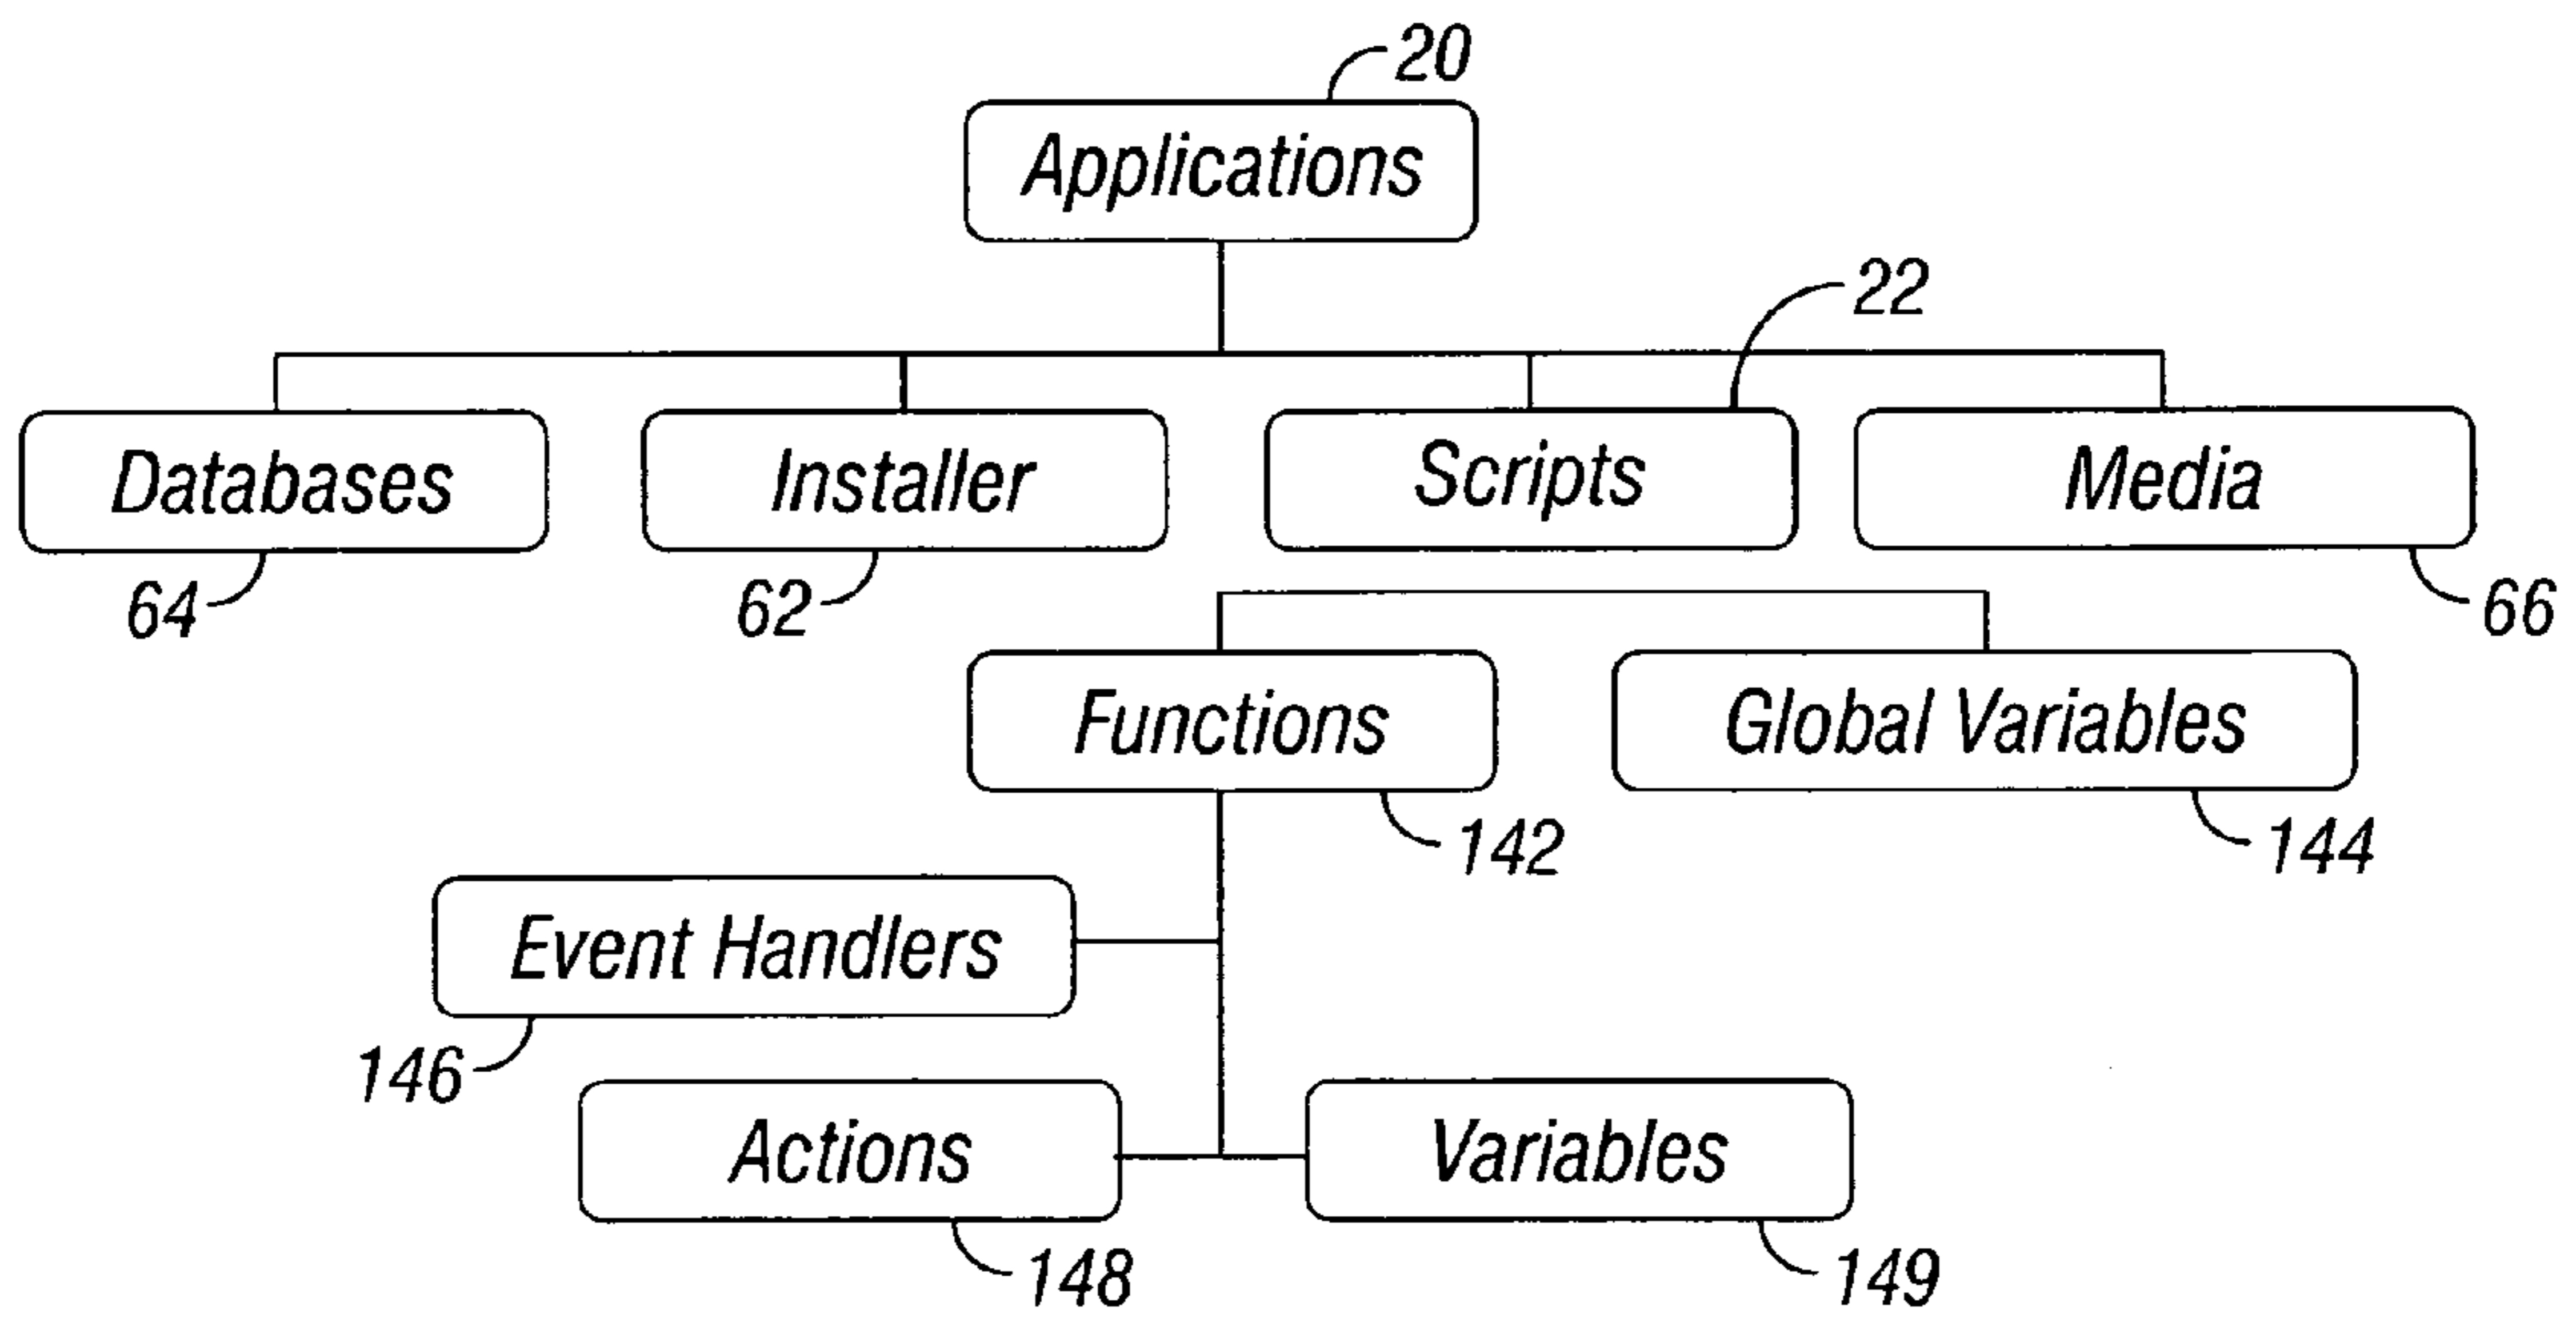 20
Applications
22
Databases
Installer
Scripts
Media
64
62
66
Functions
Global Variables
142
144
Event Handlers
146
Actions
Variables
148
149